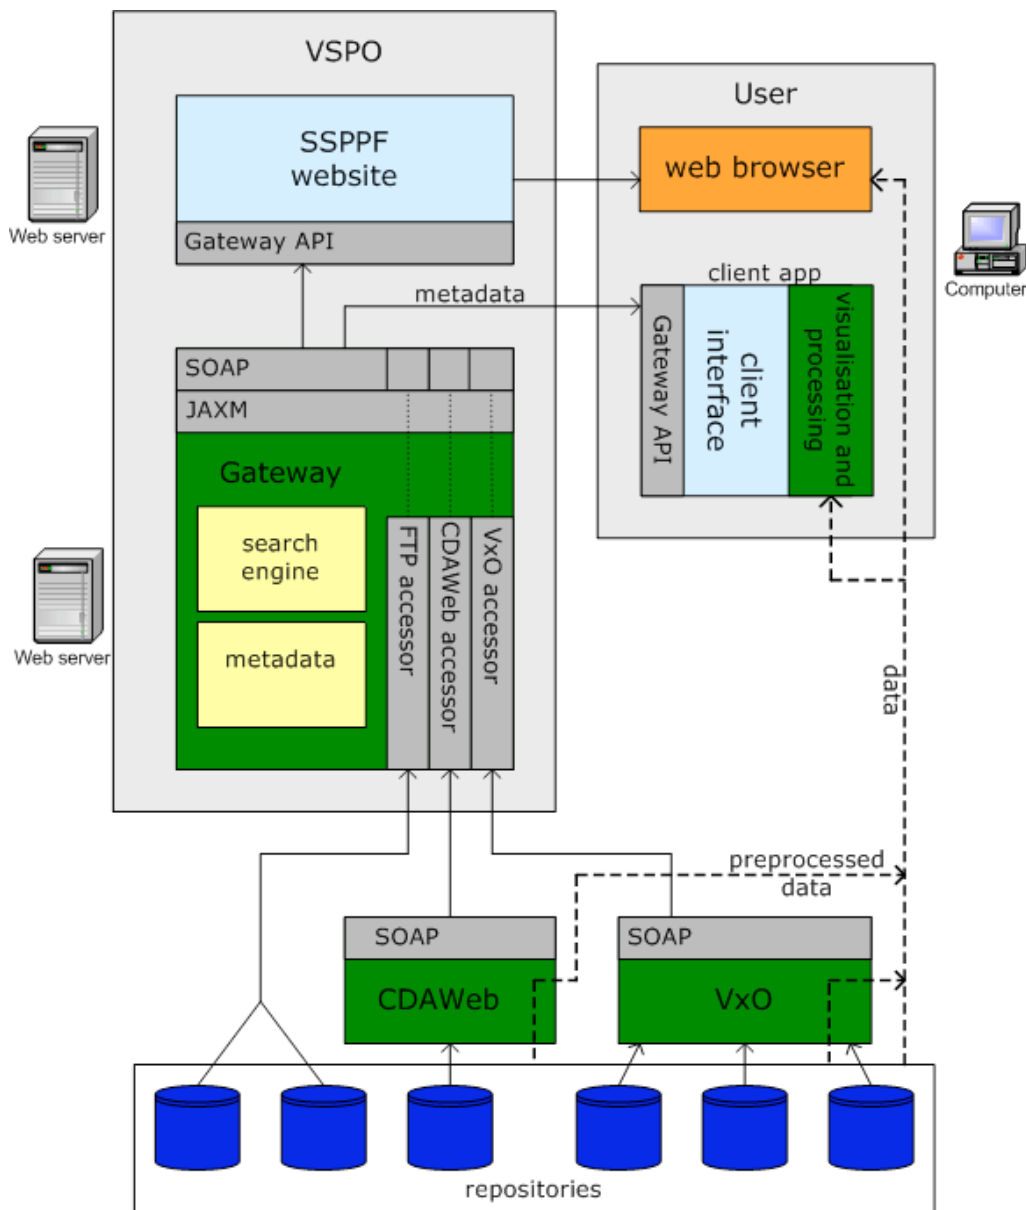 VSPO
SSPPF
website
Gateway API
Web server
User
web browser
client app
Gateway API
client
interface
visualisation and
processing
Computer
metadata
SOAP
JAXM
Gateway
search
engine
metadata
FTP accessor
CDAWeb accessor
VxO accessor
Web server
data
preprocessed
data
SOAP
CDAWeb
SOAP
VxO
repositories